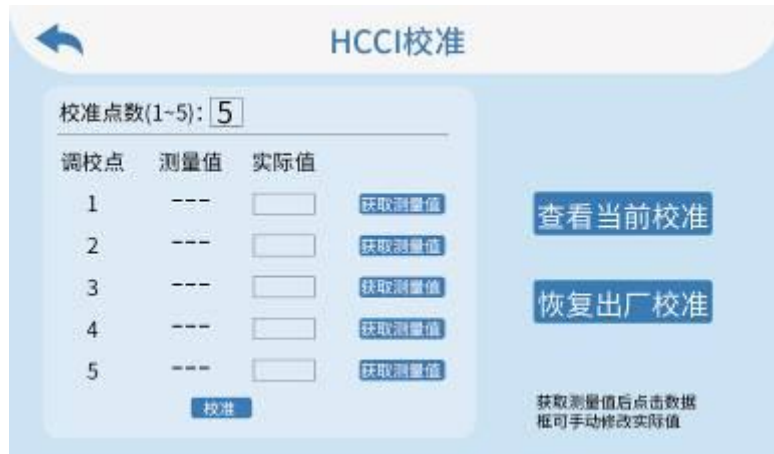 HCCI校准
校准点数(1~5): 5
调校点 测量值 实际值
1 --- 获取测量值
2 --- 获取测量值
3 --- 获取测量值
4 --- 获取测量值
5 --- 获取测量值
校准
查看当前校准
恢复出厂校准
获取测量值后点击数据
框可手动修改实际值